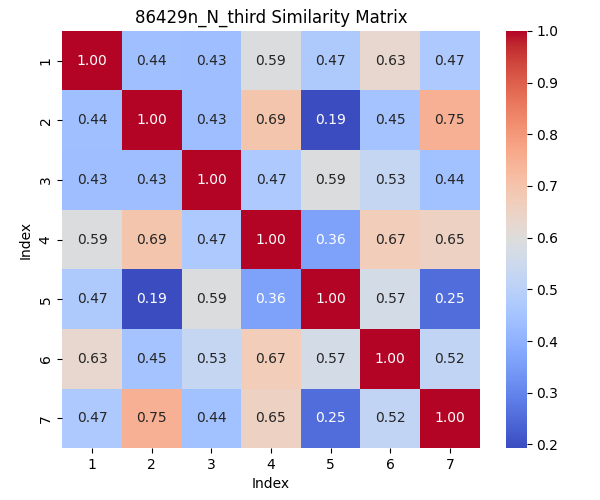 86429n_N_third Similarity Matrix
1 1.00 0.44 0.43 0.59 0.47 0.63 0.47
2 0.44 1.00 0.43 0.69 0.19 0.45 0.75
3 0.43 0.43 1.00 0.47 0.59 0.53 0.44
4 0.59 0.69 0.47 1.00 0.36 0.67 0.65
5 0.47 0.19 0.59 0.36 1.00 0.57 0.25
6 0.63 0.45 0.53 0.67 0.57 1.00 0.52
7 0.47 0.75 0.44 0.65 0.25 0.52 1.00
1 2 3 4 5 6 7
Index
Index
1.0
0.9
0.8
0.7
0.6
0.5
0.4
0.3
0.2